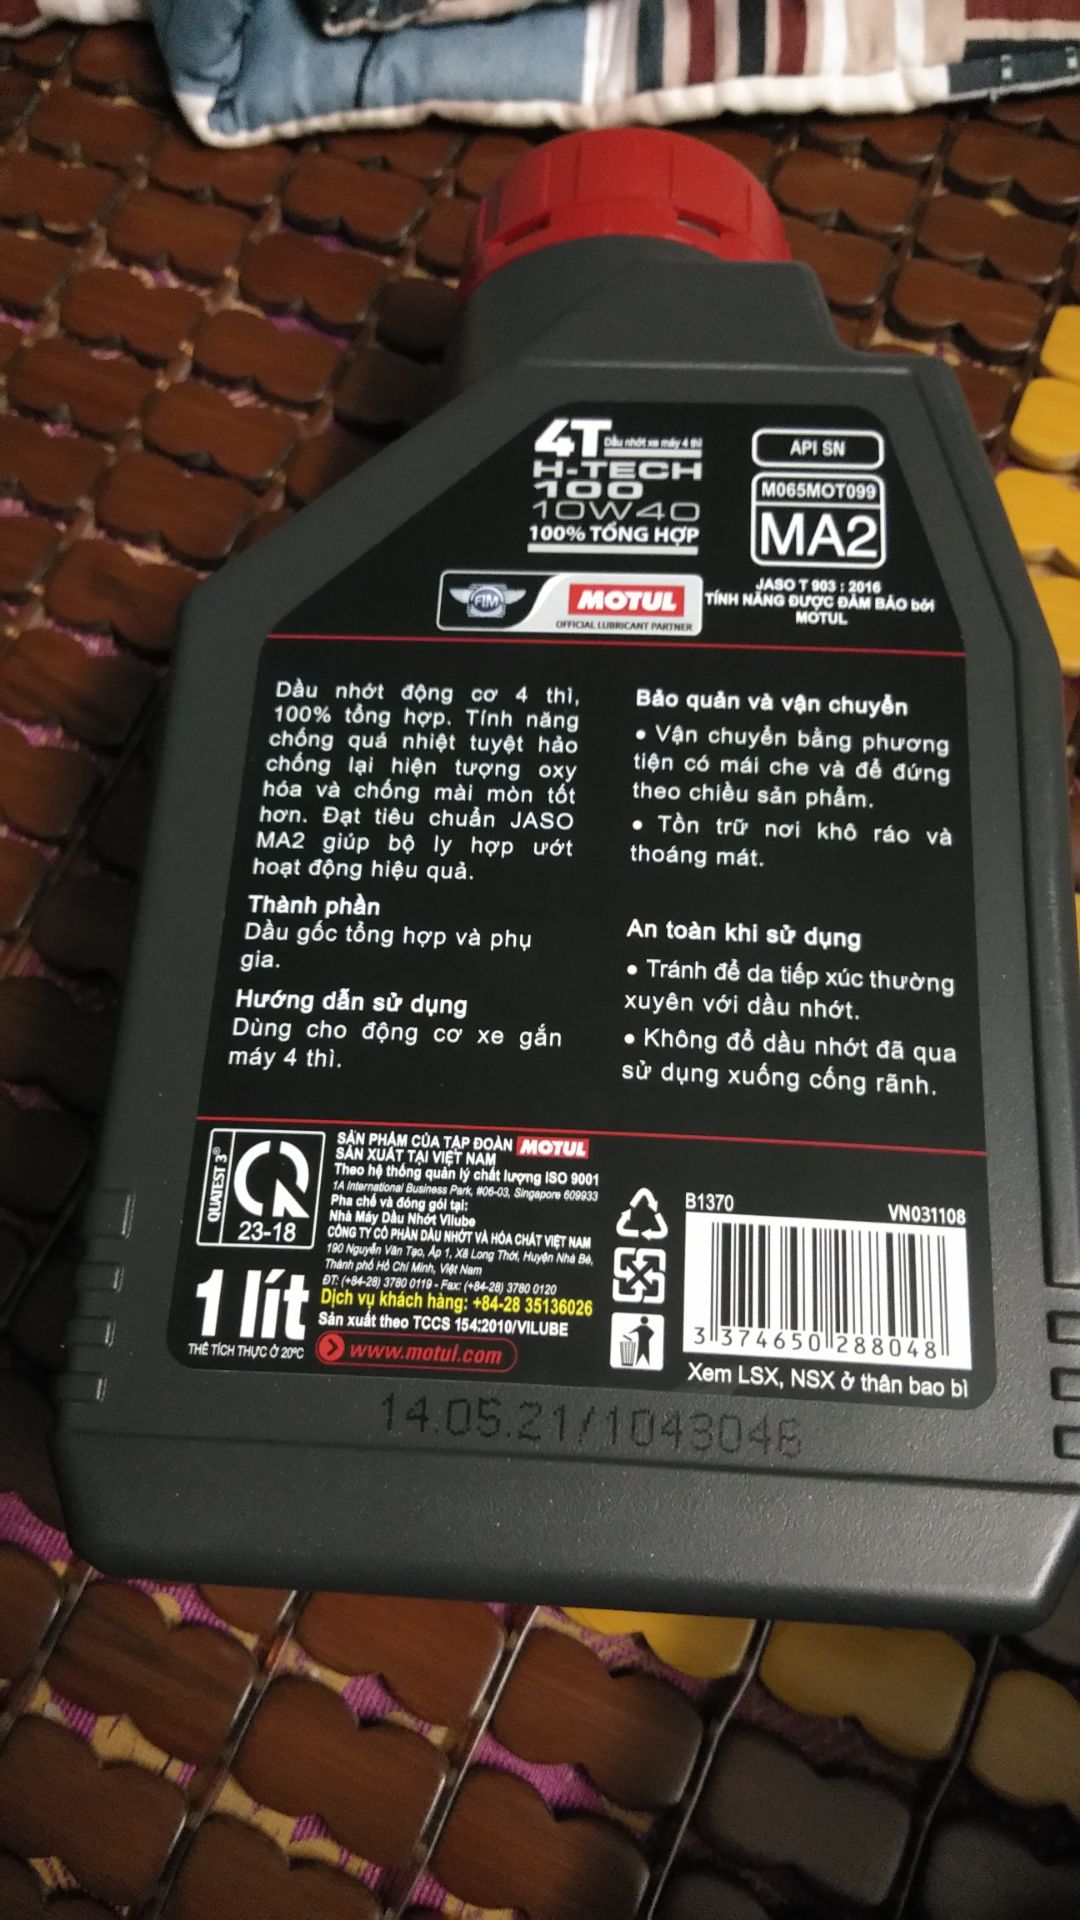 4T Dầu nhớt xe máy 4 thì
H-TECH
100
10W40
100% TỔNG HỢP
API SN
M065MOT099
MA2
JASO T 903 : 2016
TÍNH NĂNG ĐƯỢC ĐẢM BẢO bởi
MOTUL
FIM
MOTUL
OFFICIAL LUBRICANT PARTNER
Dầu nhớt động cơ 4 thì,
100% tổng hợp. Tính năng
chống quá nhiệt tuyệt hảo
chống lại hiện tượng oxy
hóa và chống mài mòn tốt
hơn. Đạt tiêu chuẩn JASO
MA2 giúp bộ ly hợp ướt
hoạt động hiệu quả.
Thành phần
Dầu gốc tổng hợp và phụ
gia.
Hướng dẫn sử dụng
Dùng cho động cơ xe gắn
máy 4 thì.
Bảo quản và vận chuyển
• Vận chuyển bằng phương
tiện có mái che và để đứng
theo chiều sản phẩm.
• Tồn trữ nơi khô ráo và
thoáng mát.
An toàn khi sử dụng
• Tránh để da tiếp xúc thường
xuyên với dầu nhớt.
• Không đổ dầu nhớt đã qua
sử dụng xuống cống rãnh.
QUATEST 3®
23-18
1 lít
THỂ TÍCH THỰC Ở 20ºC
SẢN PHẨM CỦA TẬP ĐOÀN MOTUL
SẢN XUẤT TẠI VIỆT NAM
Theo hệ thống quản lý chất lượng ISO 9001
1A International Business Park, #06-03, Singapore 609933
Pha chế và đóng gói tại:
Nhà Máy Dầu Nhớt Vilube
CÔNG TY CỔ PHẦN DẦU NHỚT VÀ HÓA CHẤT VIỆT NAM
190 Nguyễn Văn Tạo, Ấp 1, Xã Long Thới, Huyện Nhà Bè,
Thành phố Hồ Chí Minh, Việt Nam
ĐT: (+84-28) 3780 0119 - Fax: (+84-28) 3780 0120
Dịch vụ khách hàng: +84-28 35136026
Sản xuất theo TCCS 154:2010/VILUBE
www.motul.com
B1370
VN031108
3 374650 288048
Xem LSX, NSX ở thân bao bì
14.05.21/1043048